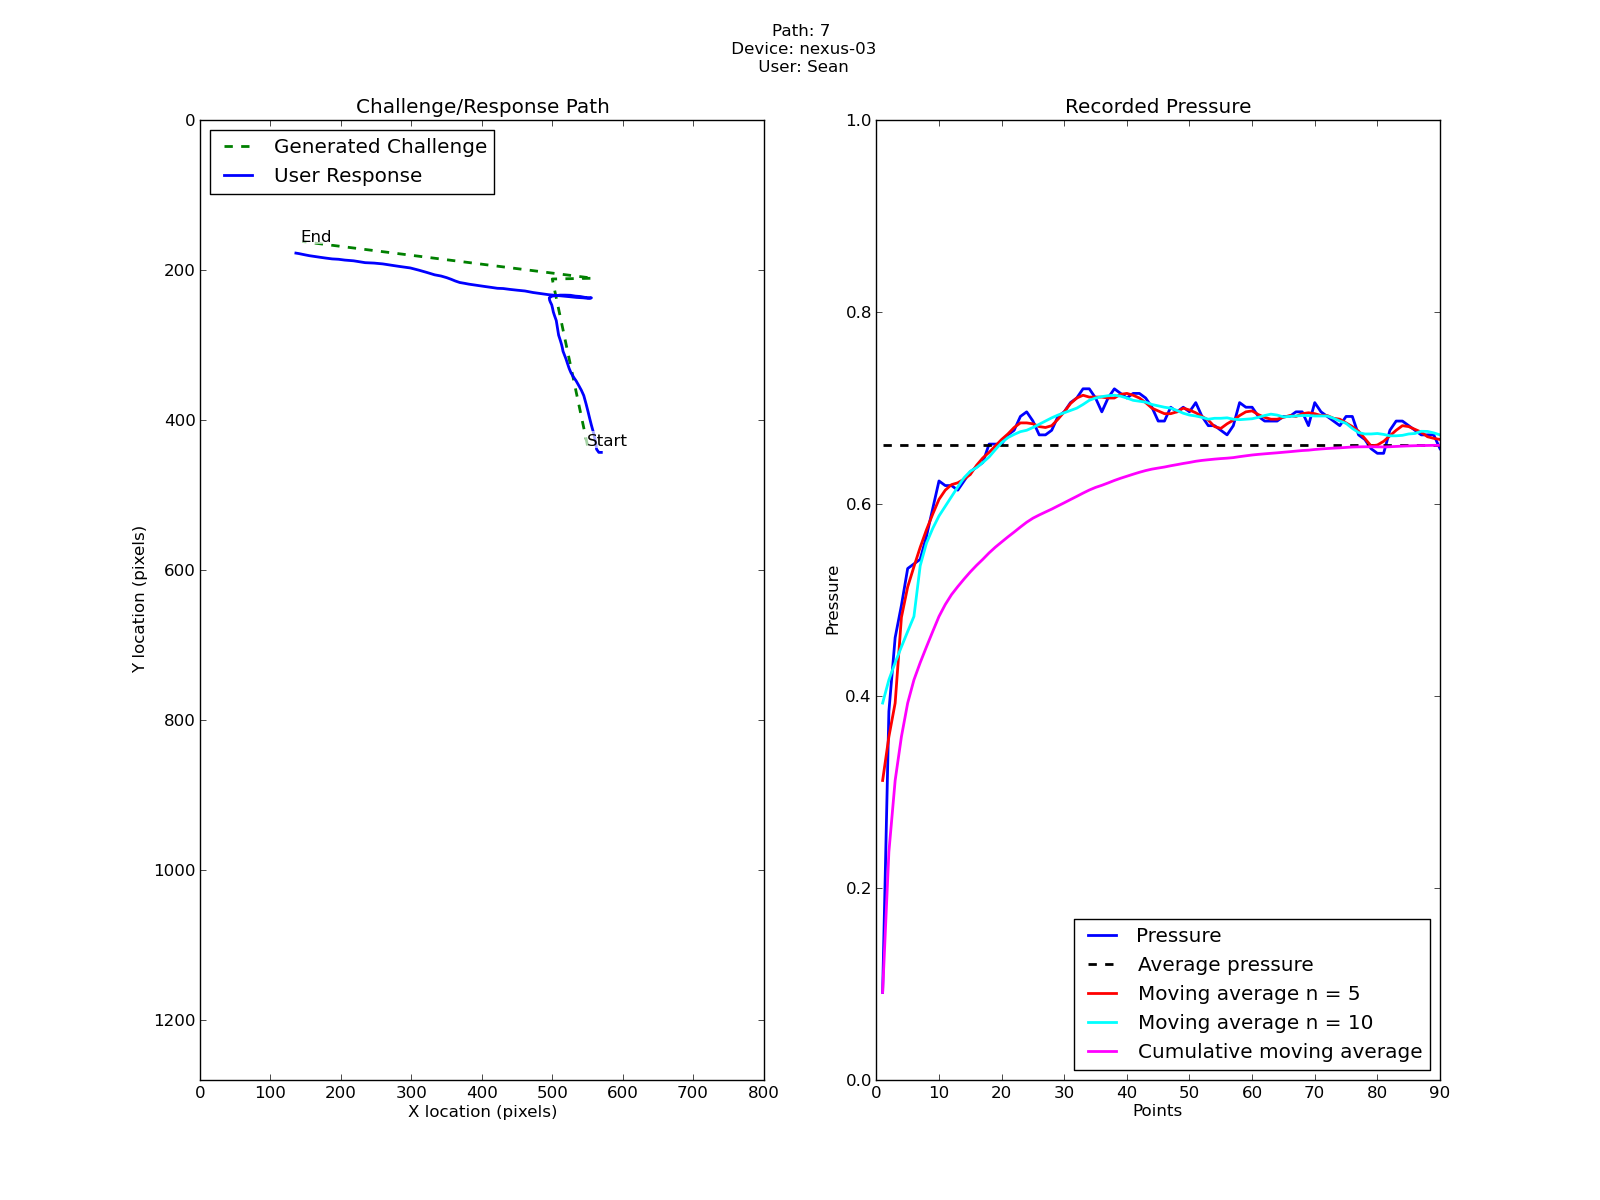 Path: 7
Device: nexus-03
User: Sean
Challenge/Response Path
0
200
400
600
800
1000
1200
Y location (pixels)
Generated Challenge
User Response
End
Start
0 100 200 300 400 500 600 700 800
X location (pixels)
Recorded Pressure
1.0
0.8
0.6
0.4
0.2
0.0
Pressure
Pressure
Average pressure
Moving average n = 5
Moving average n = 10
Cumulative moving average
0 10 20 30 40 50 60 70 80 90
Points